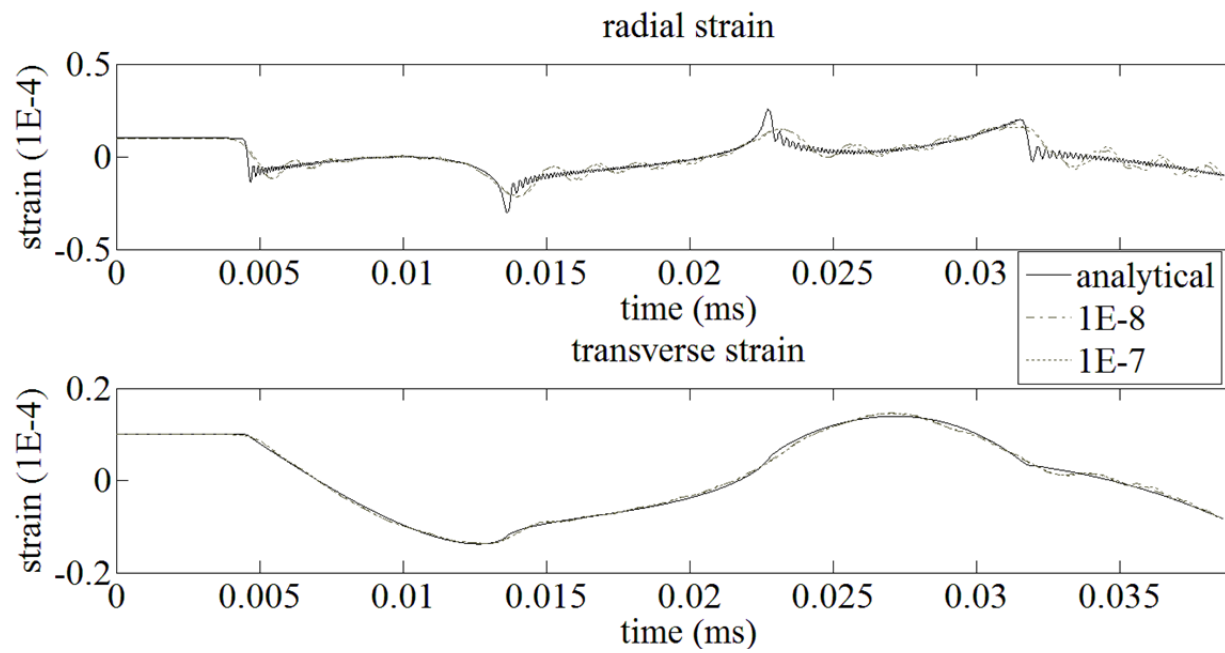 radial strain
0.5
0
-0.5
strain (1E-4)
0 0.005 0.01 0.015 0.02 0.025 0.03 0.035
time (ms)
analytical
1E-8
1E-7
transverse strain
0.2
0
-0.2
strain (1E-4)
0 0.005 0.01 0.015 0.02 0.025 0.03 0.035
time (ms)